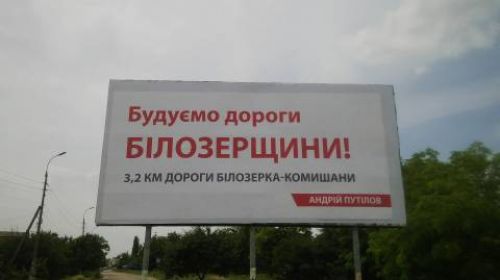 Будуємо дороги
БІЛОЗЕРЩИНИ!
3,2 КМ ДОРОГИ БІЛОЗЕРКА-КОМИШАНИ
АНДРІЙ ПУТІЛОВ